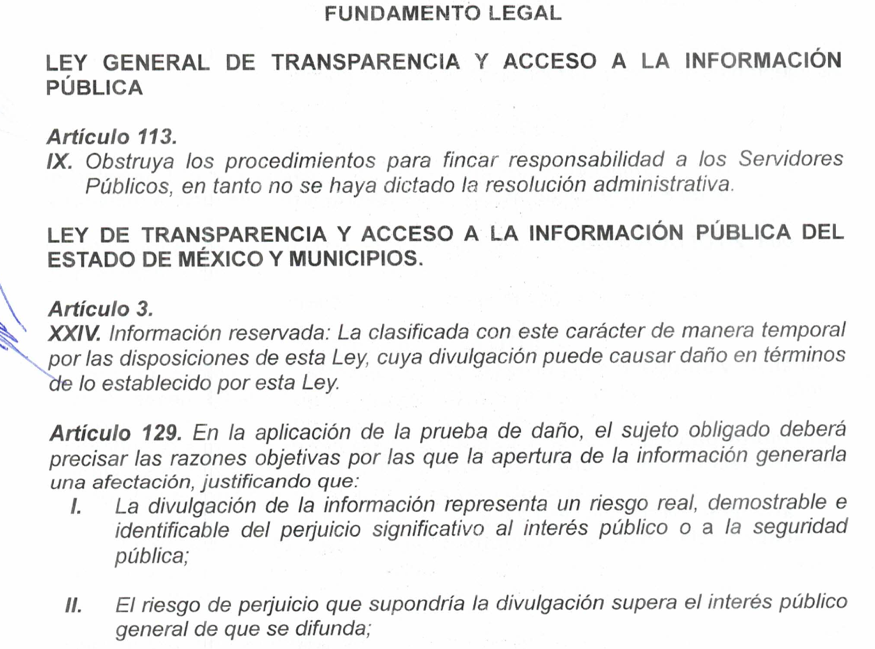 FUNDAMENTO LEGAL
LEY GENERAL DE TRANSPARENCIA Y ACCESO A LA INFORMACIÓN
PÚBLICA
Artículo 113.
IX. Obstruya los procedimientos para fincar responsabilidad a los Servidores
Públicos, en tanto no se haya dictado la resolución administrativa.
LEY DE TRANSPARENCIA Y ACCESO A LA INFORMACIÓN PÚBLICA DEL
ESTADO DE MÉXICO Y MUNICIPIOS.
Artículo 3.
XXIV. Información reservada: La clasificada con este carácter de manera temporal
por las disposiciones de esta Ley, cuya divulgación puede causar daño en términos
de lo establecido por esta Ley.
Artículo 129. En la aplicación de la prueba de daño, el sujeto obligado deberá
precisar las razones objetivas por las que la apertura de la información generaría
una afectación, justificando que:
I. La divulgación de la información representa un riesgo real, demostrable e
identificable del perjuicio significativo al interés público o a la seguridad
pública;
II. El riesgo de perjuicio que supondría la divulgación supera el interés público
general de que se difunda;